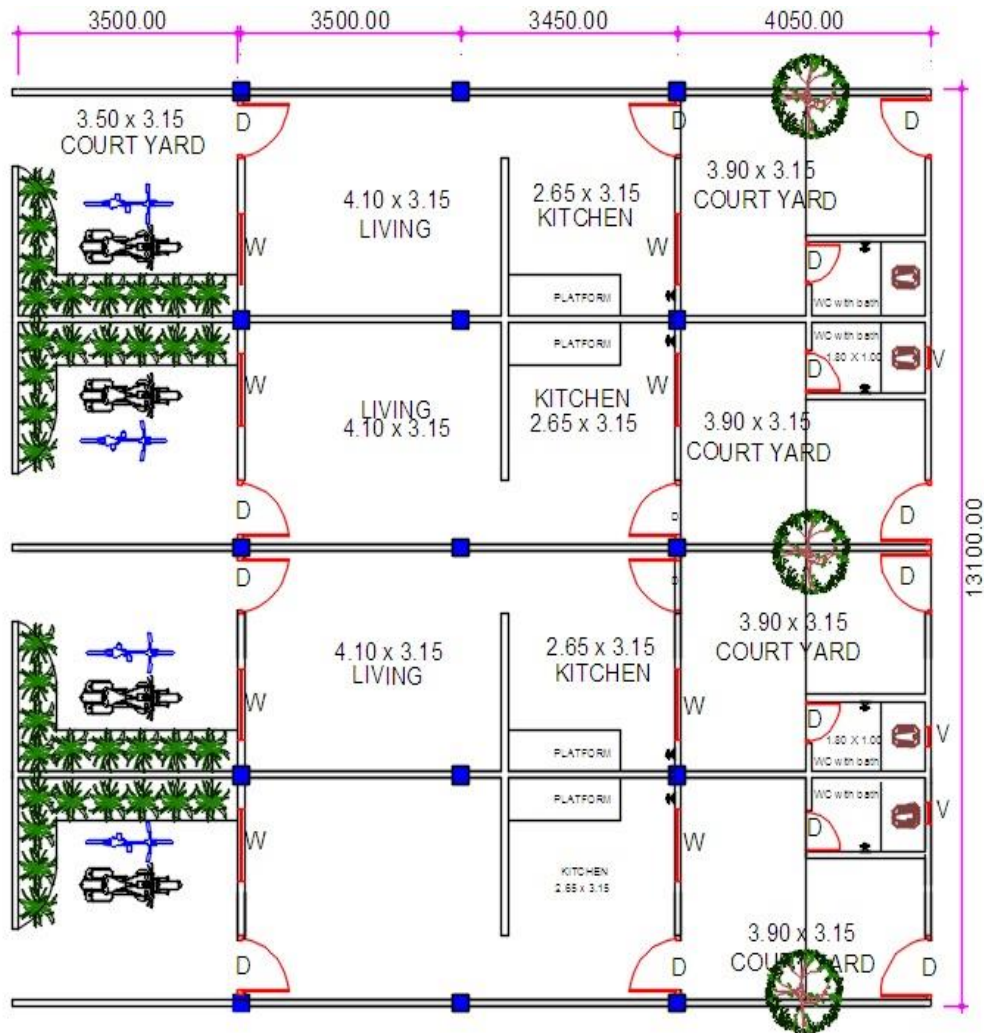 3500.00 3500.00 3450.00 4050.00
D D D
3.50 x 3.15
COURT YARD
4.10 x 3.15
LIVING
2.65 x 3.15
KITCHEN
3.90 x 3.15
COURT YARD
W W
D
PLATFORM
WC with bath
PLATFORM
WC with bath
1.80 X 1.00
D
V
W W
LIVING
4.10 x 3.15
KITCHEN
2.65 x 3.15
3.90 x 3.15
COURT YARD
D D D
13100.00
D D D
4.10 x 3.15
LIVING
2.65 x 3.15
KITCHEN
3.90 x 3.15
COURT YARD
W W
D
1.80 X 1.00
WC with bath
V
PLATFORM
PLATFORM
WC with bath
D
V
W W
KITCHEN
2.65 x 3.15
3.90 x 3.15
COURT YARD
D D D